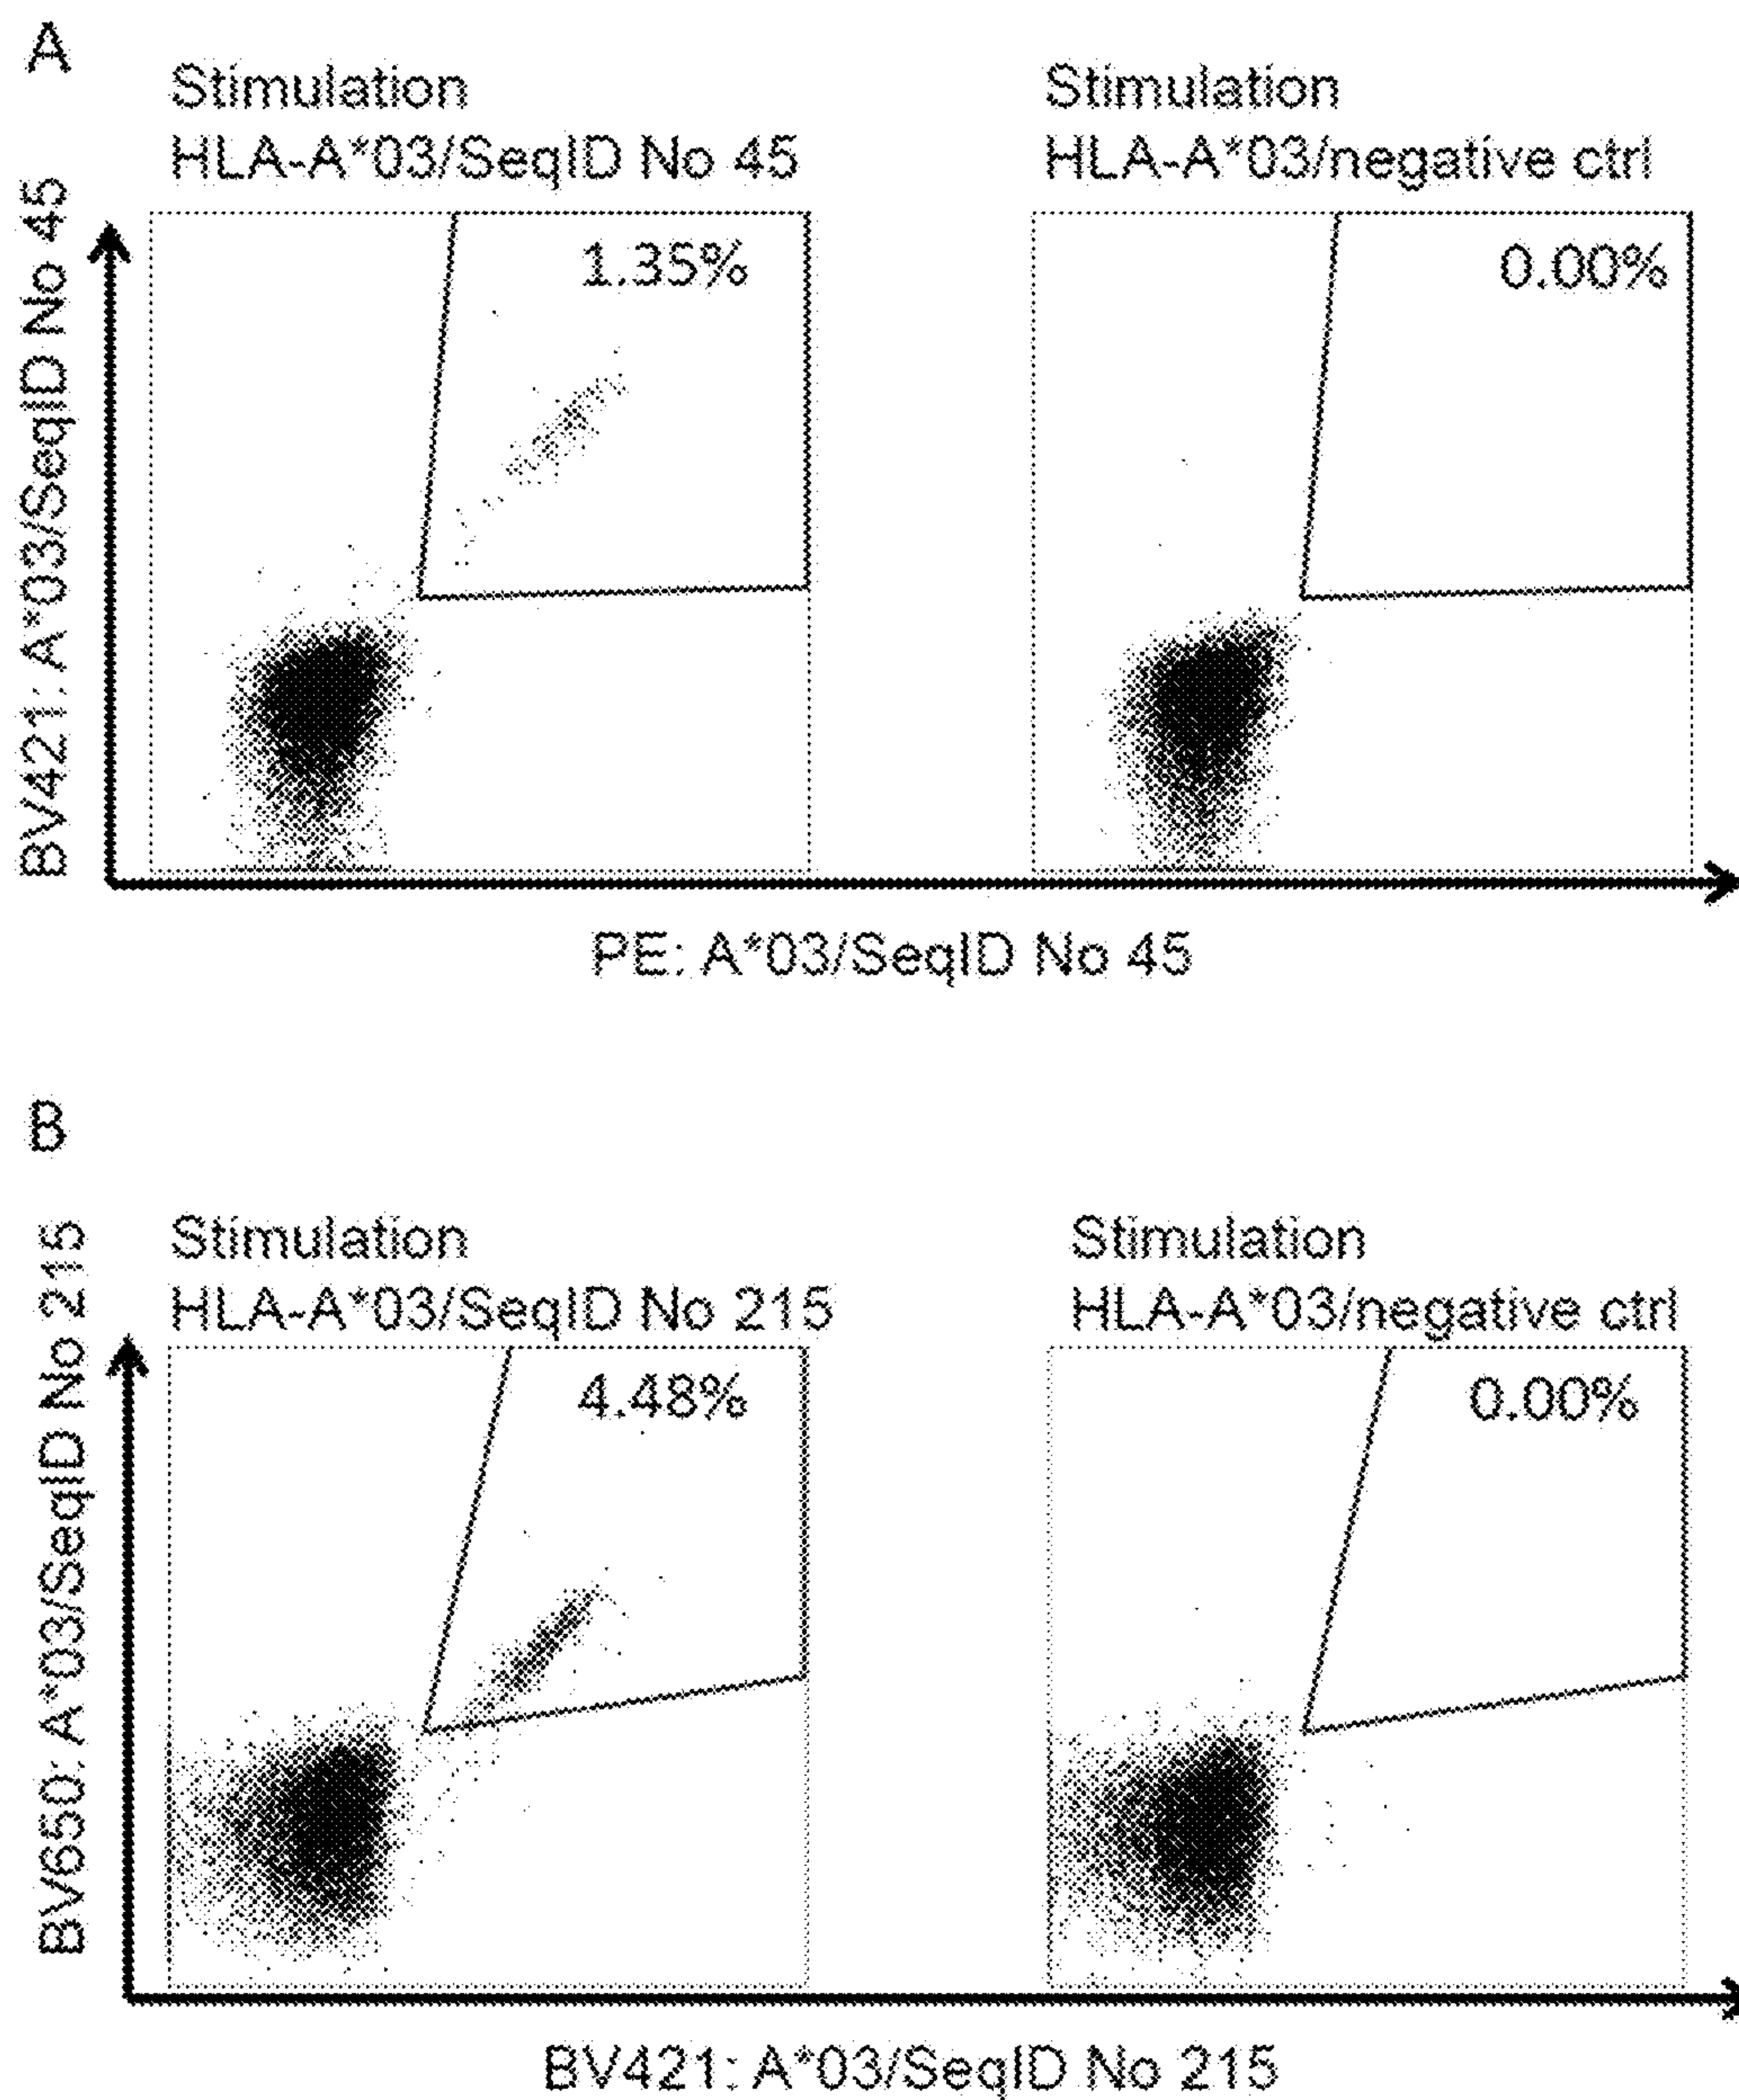 A
Stimulation
HLA-A*03/SeqID No 45
Stimulation
HLA-A*03/negative ctrl
BV421: A*03/SeqID No 45
1.35%
0.00%
PE: A*03/SeqID No 45
B
Stimulation
HLA-A*03/SeqID No 215
Stimulation
HLA-A*03/negative ctrl
BV650: A*03/SeqID No 215
4.48%
0.00%
BV421: A*03/SeqID No 215